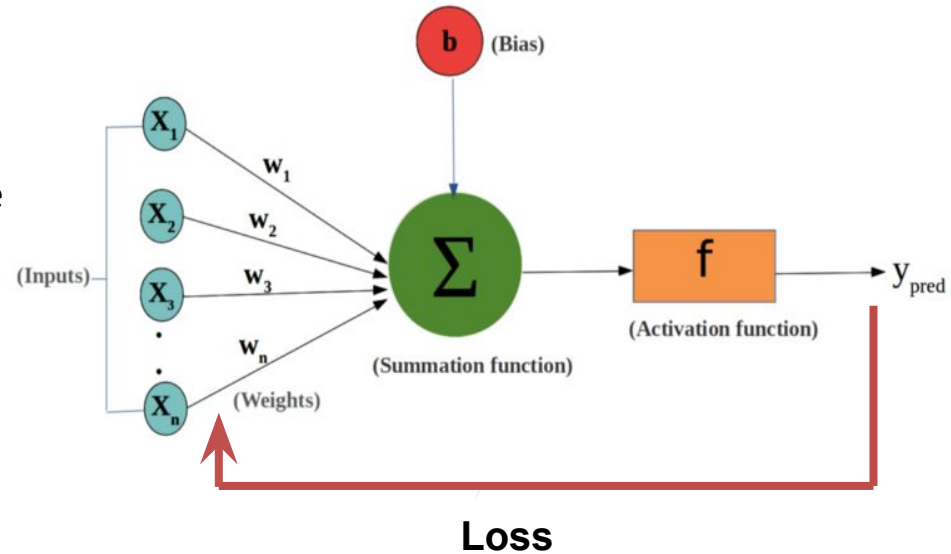 b (Bias)
X1
w1
e
X2
w2
(Inputs)
X3
w3
Σ
f
ypred
.
.
wn
(Activation function)
(Summation function)
Xn
(Weights)
Loss